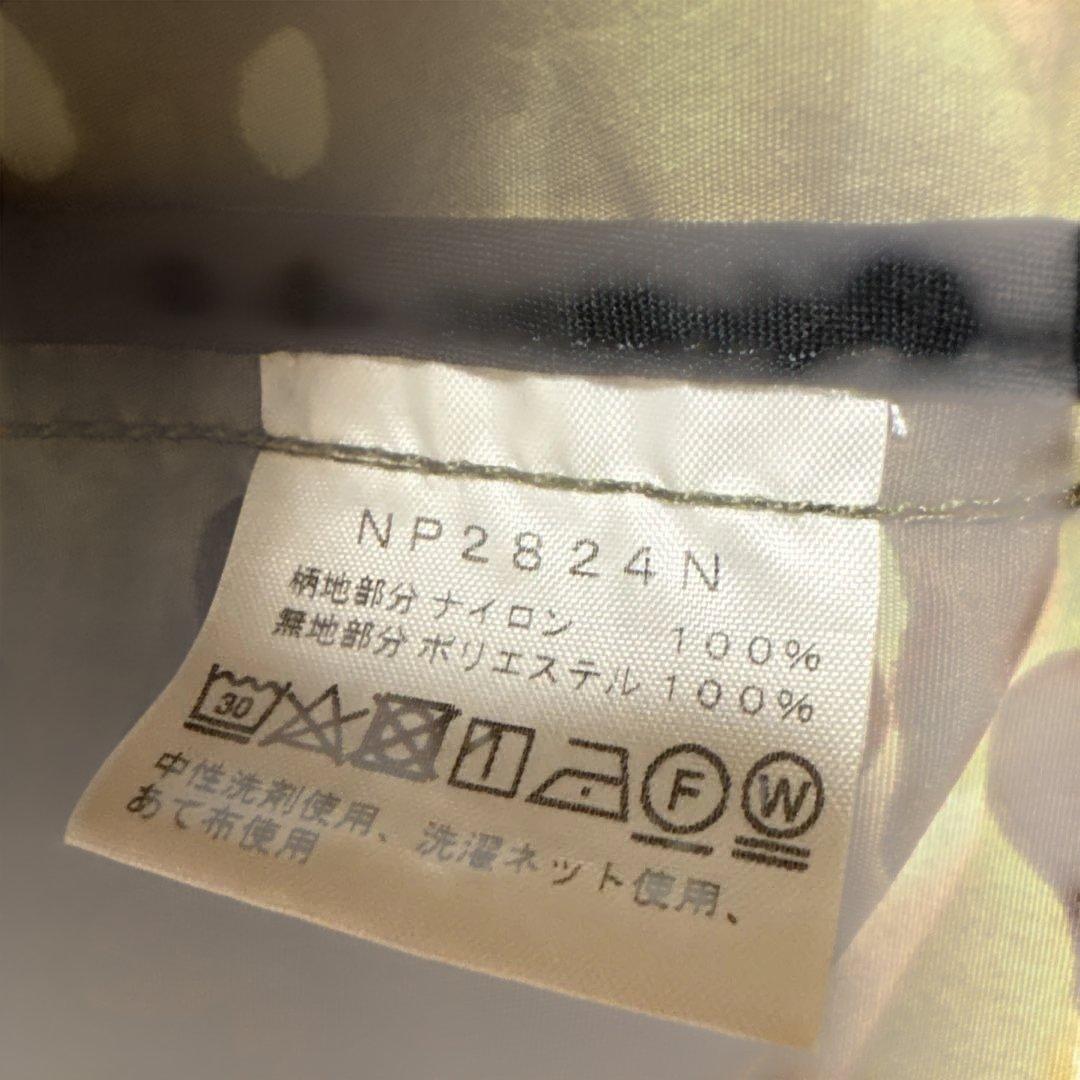 NP2824N
柄地部分 ナイロン 100%
無地部分 ポリエステル 100%
30 F W
中性洗剤使用、洗濯ネット使用、
あて布使用